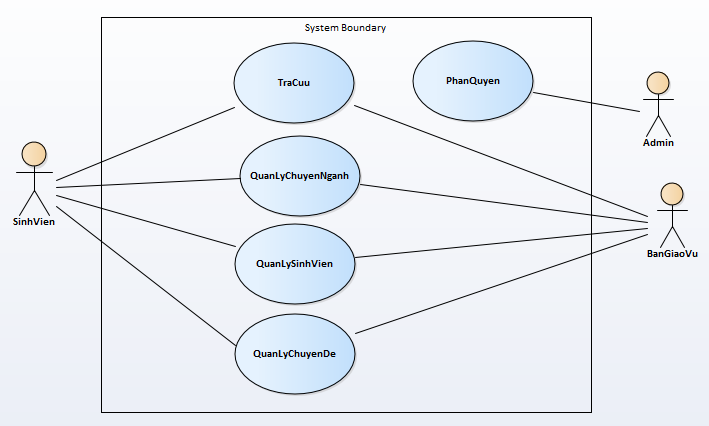 System Boundary
TraCuu
PhanQuyen
Admin
QuanLyChuyenNganh
SinhVien
BanGiaoVu
QuanLySinhVien
QuanLyChuyenDe